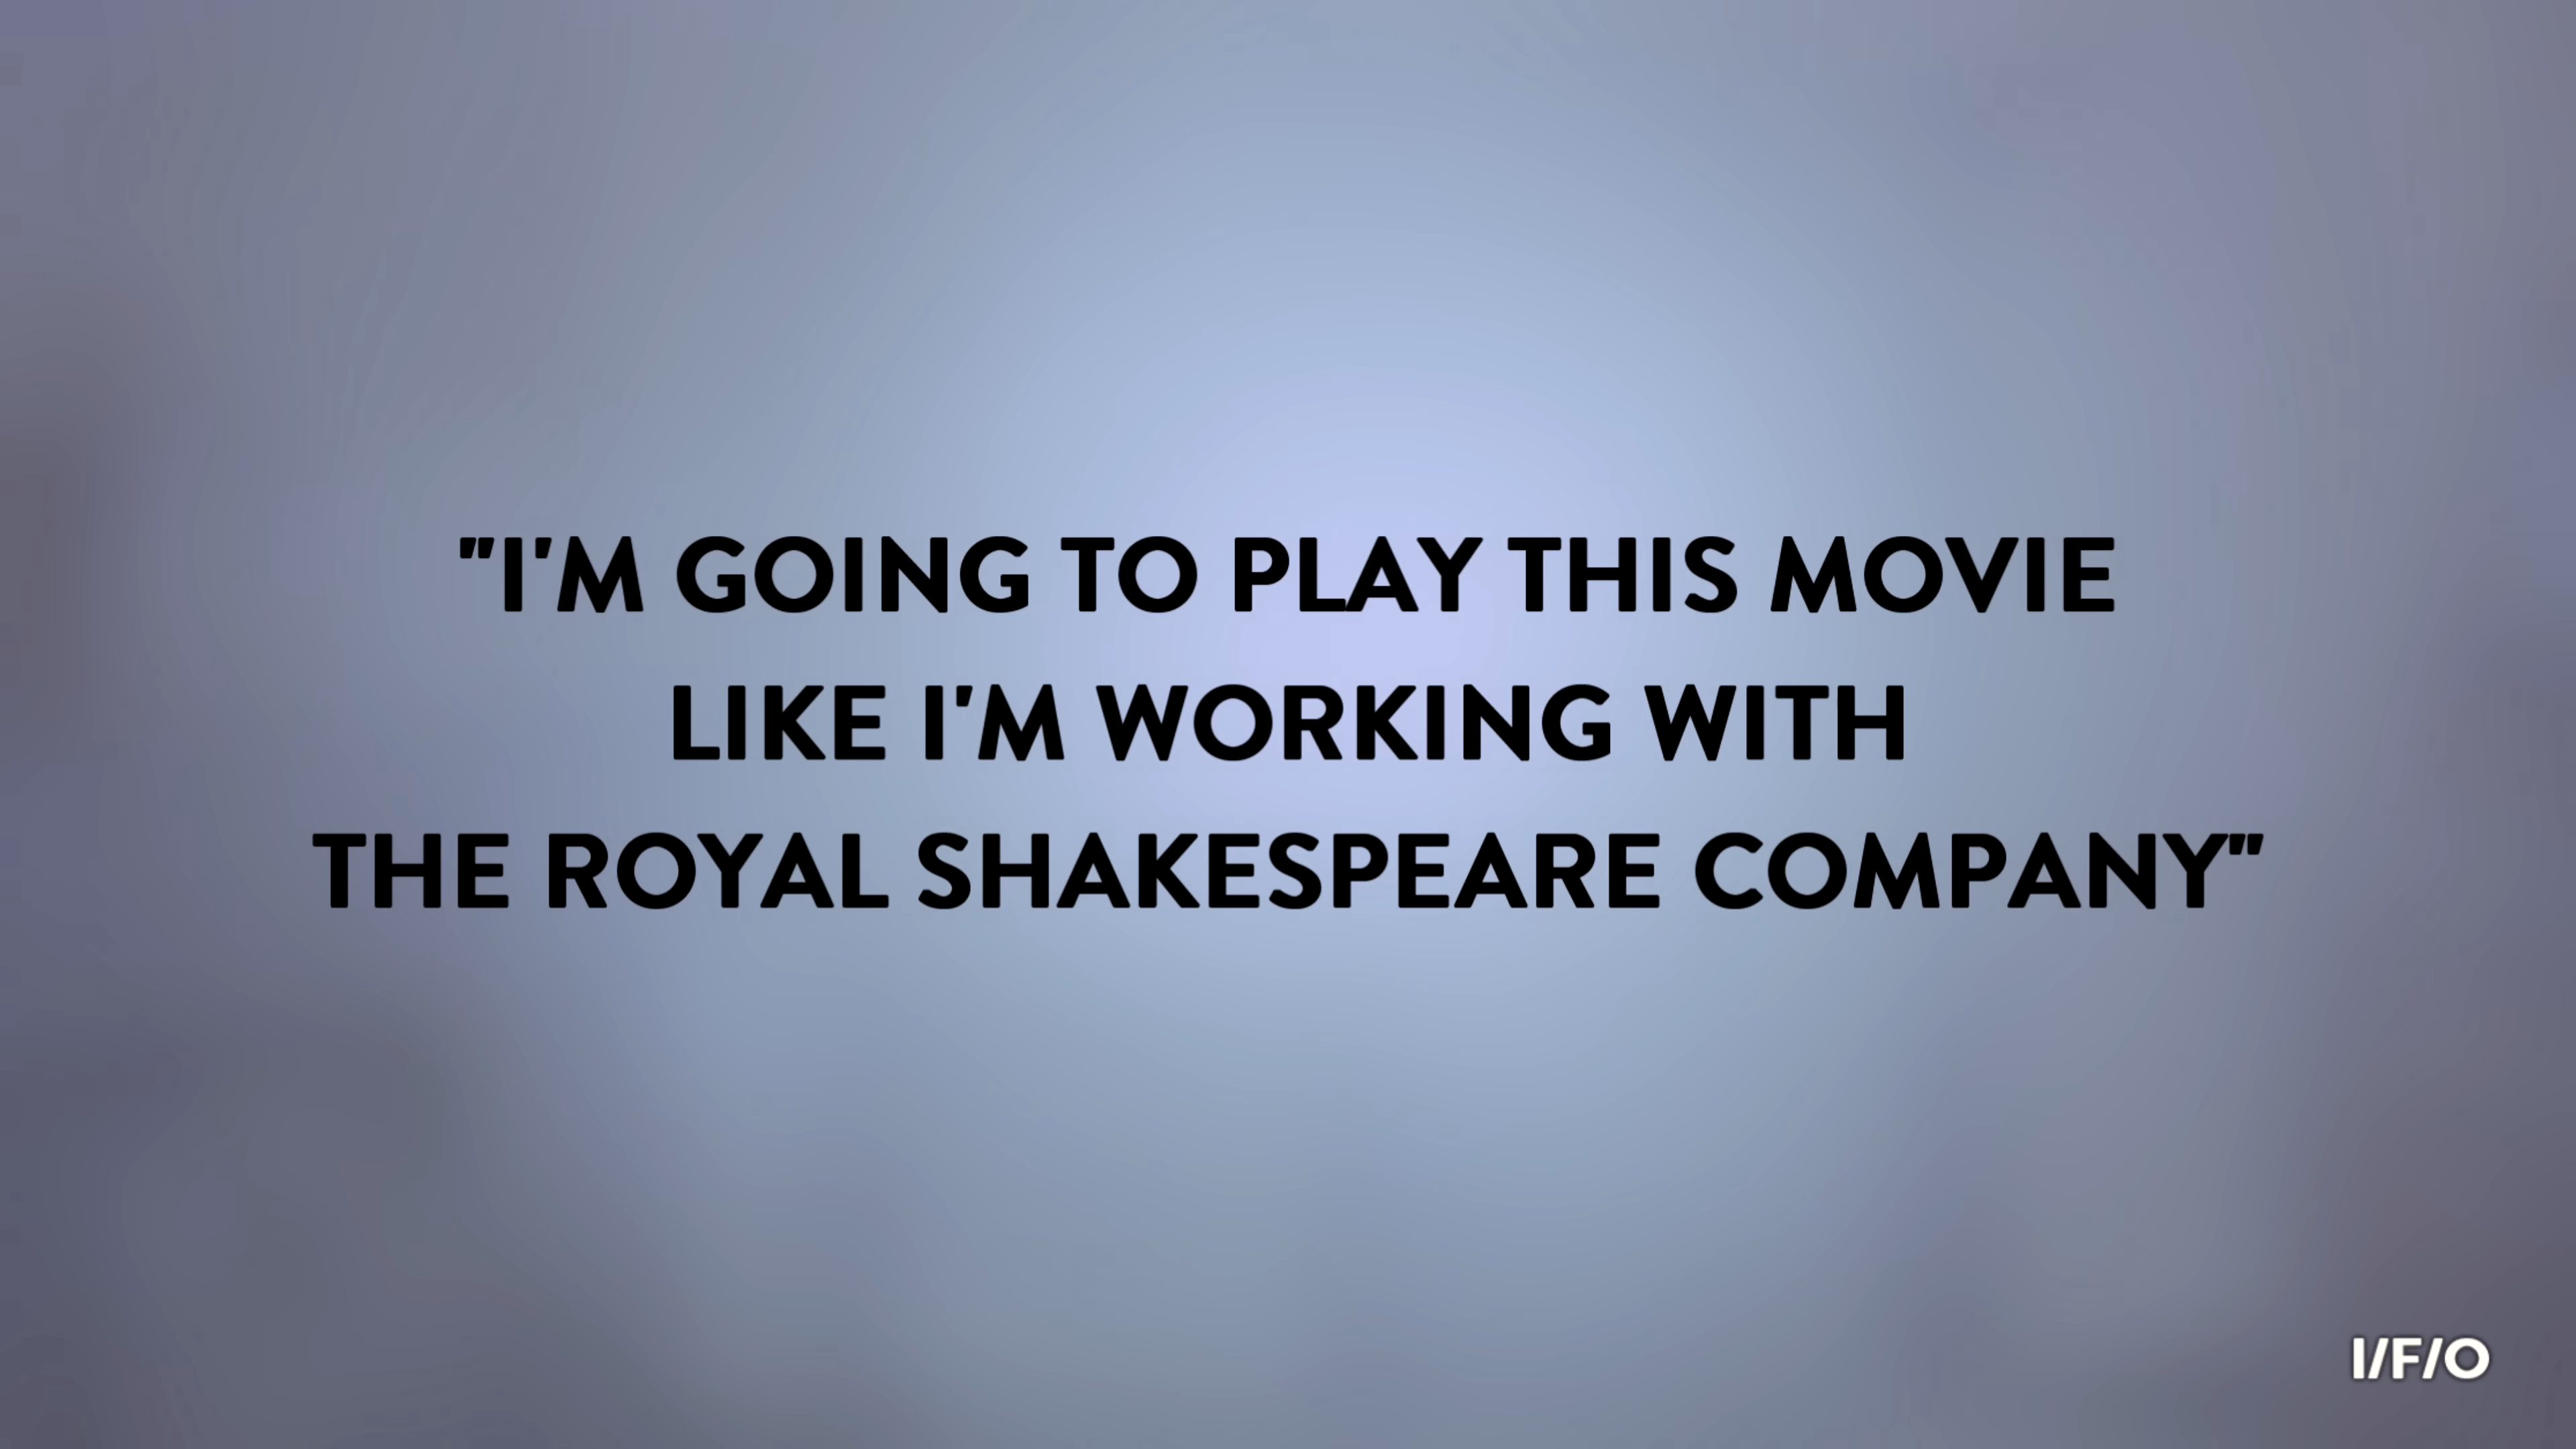 "I'M GOING TO PLAY THIS MOVIE
LIKE I'M WORKING WITH
THE ROYAL SHAKESPEARE COMPANY"
I/F/O